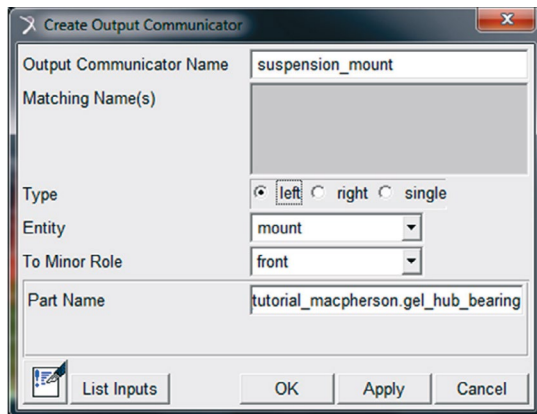 Create Output Communicator
Output Communicator Name suspension_mount
Matching Name(s)
Type left right single
Entity mount
To Minor Role front
Part Name tutorial_macpherson.gel_hub_bearing
List Inputs OK Apply Cancel